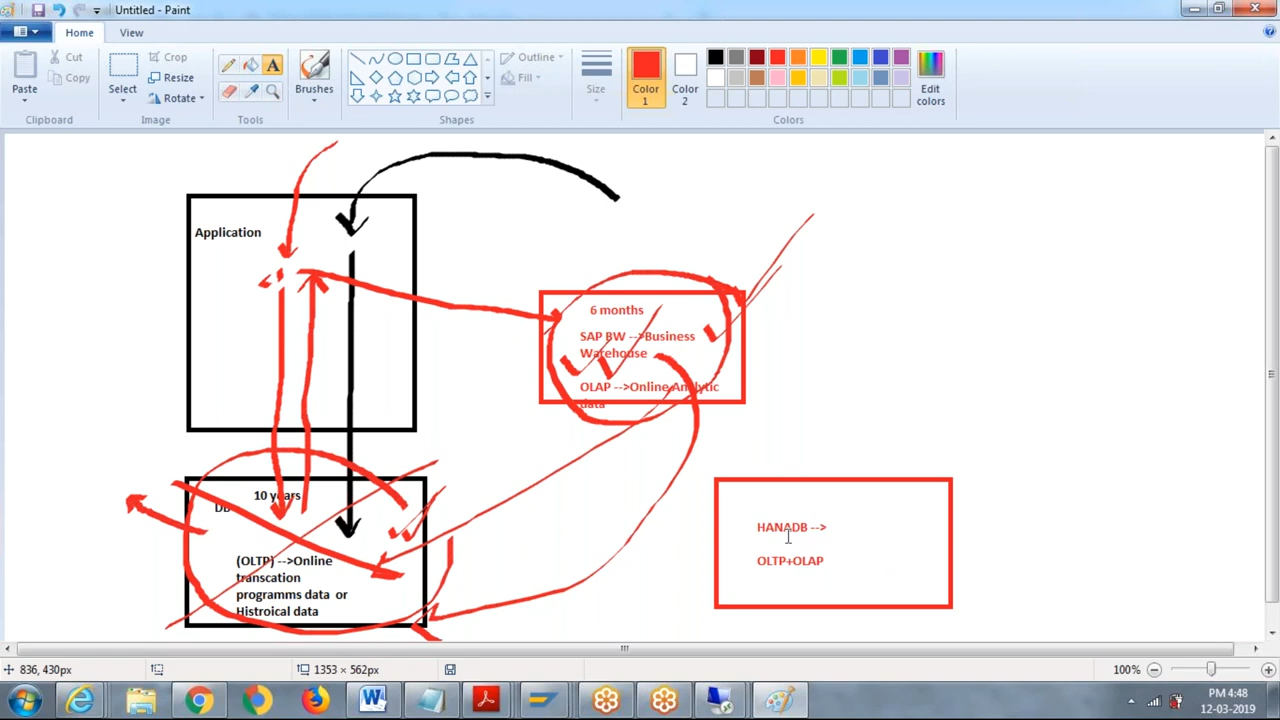 Untitled - Paint
Home
View
Cut
Copy
Paste
Clipboard
Select
Crop
Resize
Rotate
Image
A
Tools
Brushes
Outline
Fill
Shapes
Size
Color
1
Color
2
Edit
colors
Colors
Application
6 months
SAP BW -->Business
Warehouse
OLAP -->Online Analytic
data
10 years
DB
(OLTP) -->Online
transcation
programms data or
Histroical data
HANADB -->
OLTP+OLAP
836, 430px
1353 × 562px
100%
PM 4:48
12-03-2019